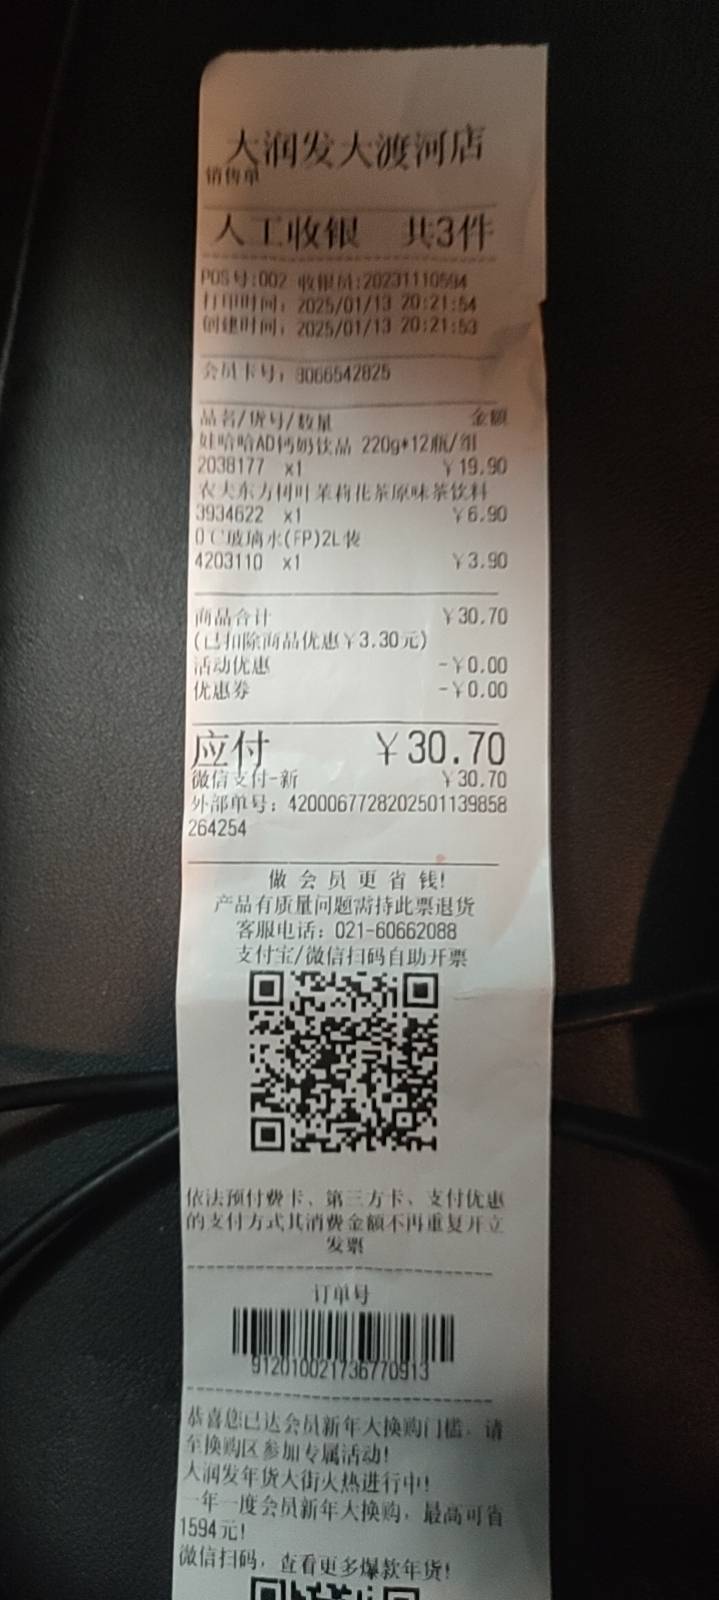 大润发大渡河店
销售单
人工收银 共3件
POS号:002 收银员:20231110594
打印时间: 2025/01/13 20:21:54
创建时间: 2025/01/13 20:21:53
会员卡号: 9066542825
品名/货号/数量 金额
娃哈哈AD钙奶饮品 220g*12瓶/组
2038177 x1 ￥19.90
农夫东方树叶茉莉花茶原味茶饮料
3934622 x1 ￥6.90
0℃玻璃水(FP)2L装
4203110 x1 ￥3.90
商品合计 ￥30.70
(已扣除商品优惠￥3.30元)
活动优惠 -￥0.00
优惠券 -￥0.00
应付 ￥30.70
微信支付-新 ￥30.70
外部单号: 4200067728202501139858
264254
做 会 员 更 省 钱!
产品有质量问题需持此票退货
客服电话: 021-60662088
支付宝/微信扫码自助开票
依法预付费卡、第三方卡、支付优惠
的支付方式其消费金额不再重复开立
发票
订单号
912010021736770913
恭喜您已达会员新年大换购门槛，请
至换购区参加专属活动!
大润发年货大街火热进行中!
一年一度会员新年大换购，最高可省
1594元!
微信扫码，查看更多爆款年货!